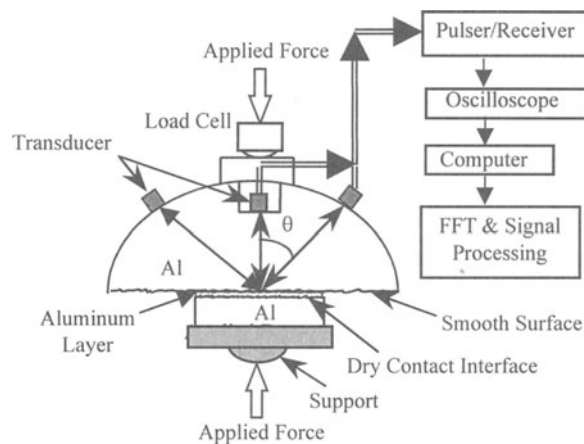 Applied Force
Pulser/Receiver
Load Cell
Oscilloscope
Transducer
Computer
θ
FFT & Signal
Processing
Al
Aluminum
Layer
Al
Smooth Surface
Dry Contact Interface
Support
Applied Force